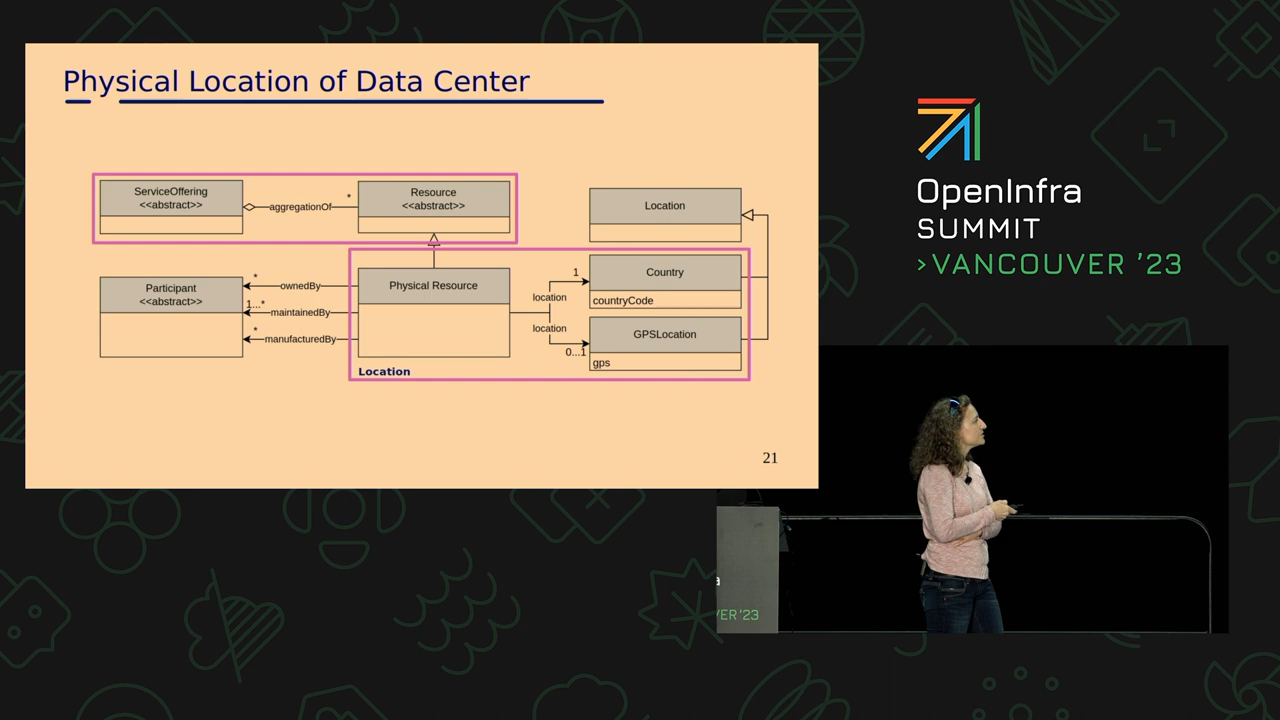 Physical Location of Data Center
ServiceOffering
<<abstract>>
aggregationOf
*
Resource
<<abstract>>
Location
Participant
<<abstract>>
*
ownedBy
1...*
maintainedBy
*
manufacturedBy
Physical Resource
1
location
location
0...1
Country
countryCode
GPSLocation
gps
Location
21
OpenInfra
SUMMIT
>VANCOUVER '23
a
VER '23